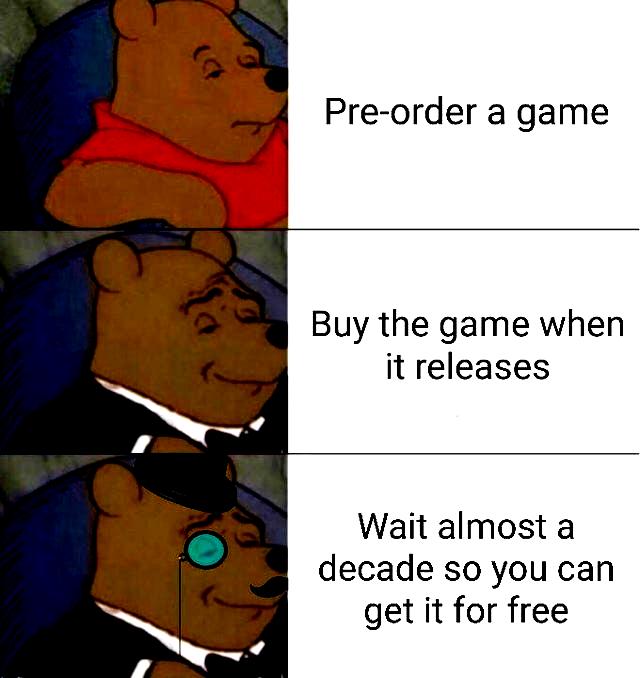 Pre-order a game
Buy the game when
it releases
Wait almost a
decade so you can
get it for free